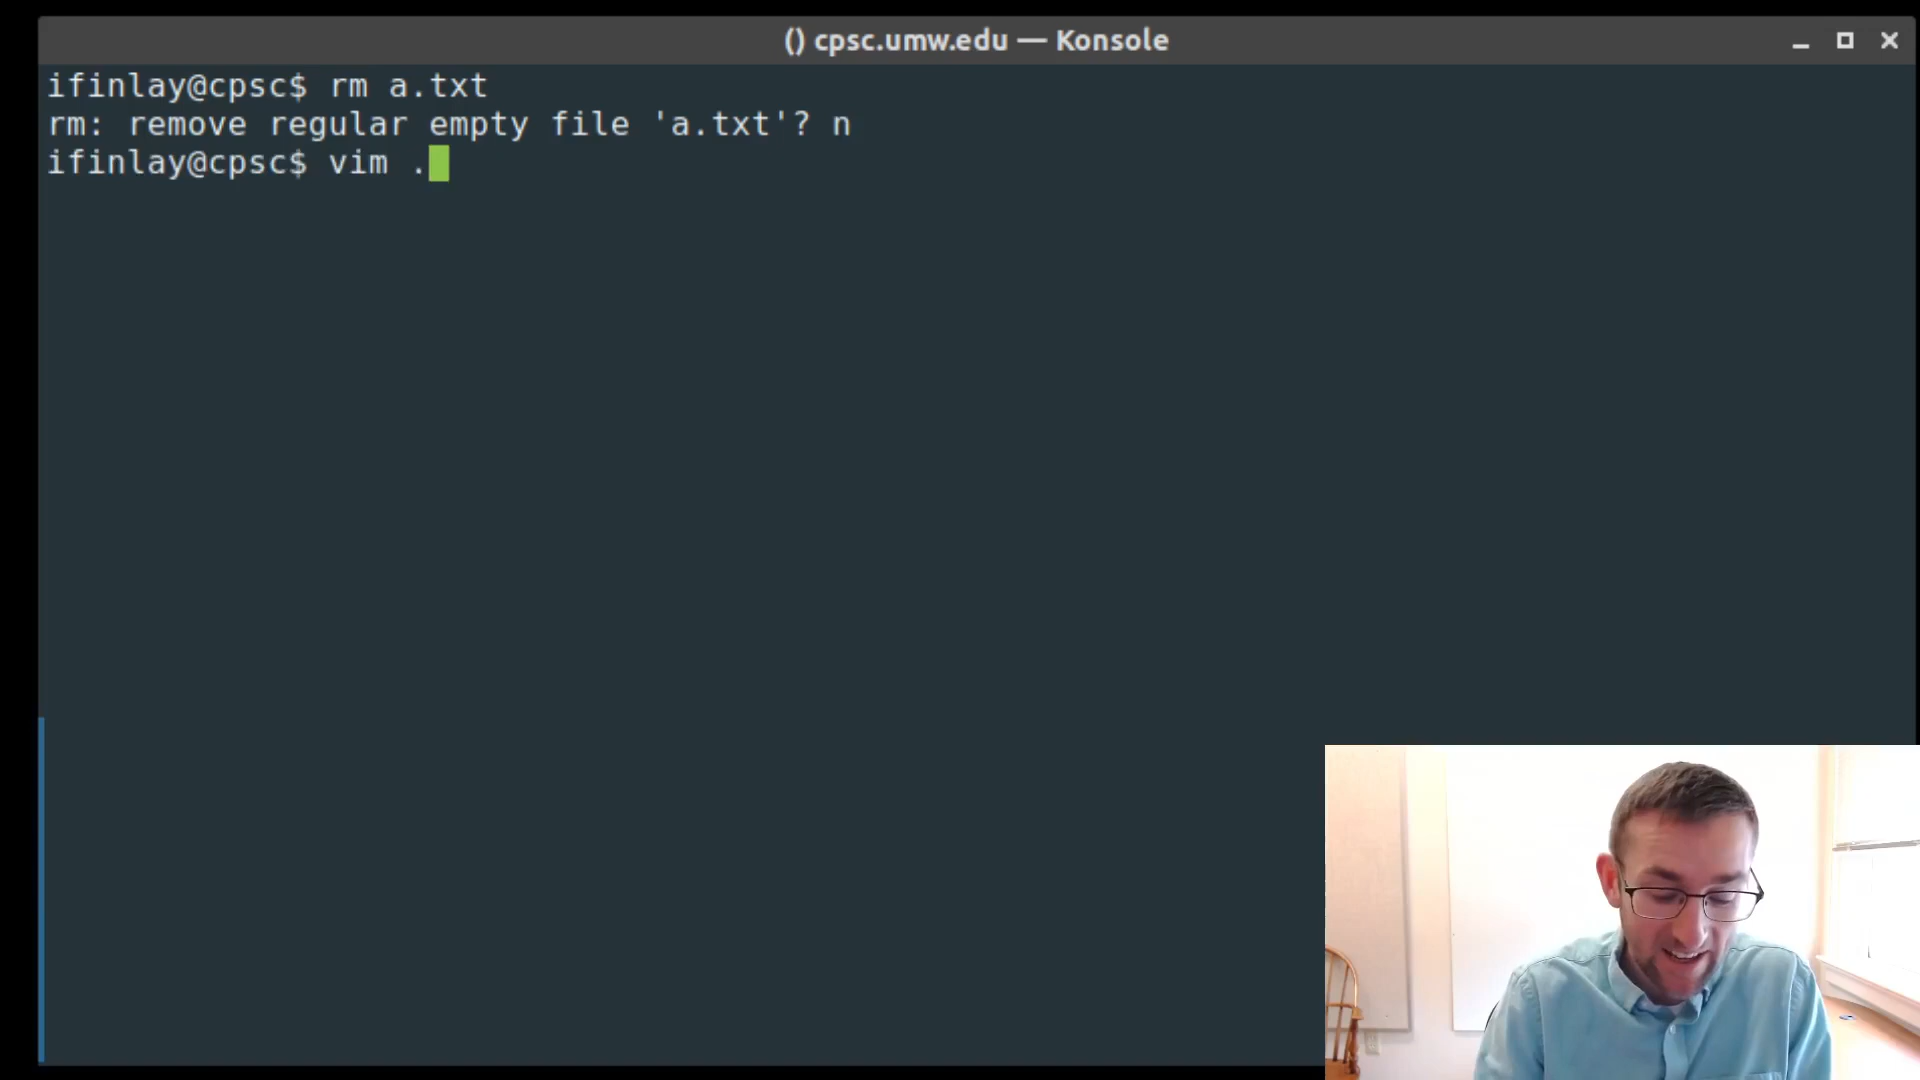 () cpsc.umw.edu — Konsole
ifinlay@cpsc$ rm a.txt
rm: remove regular empty file 'a.txt'? n
ifinlay@cpsc$ vim .